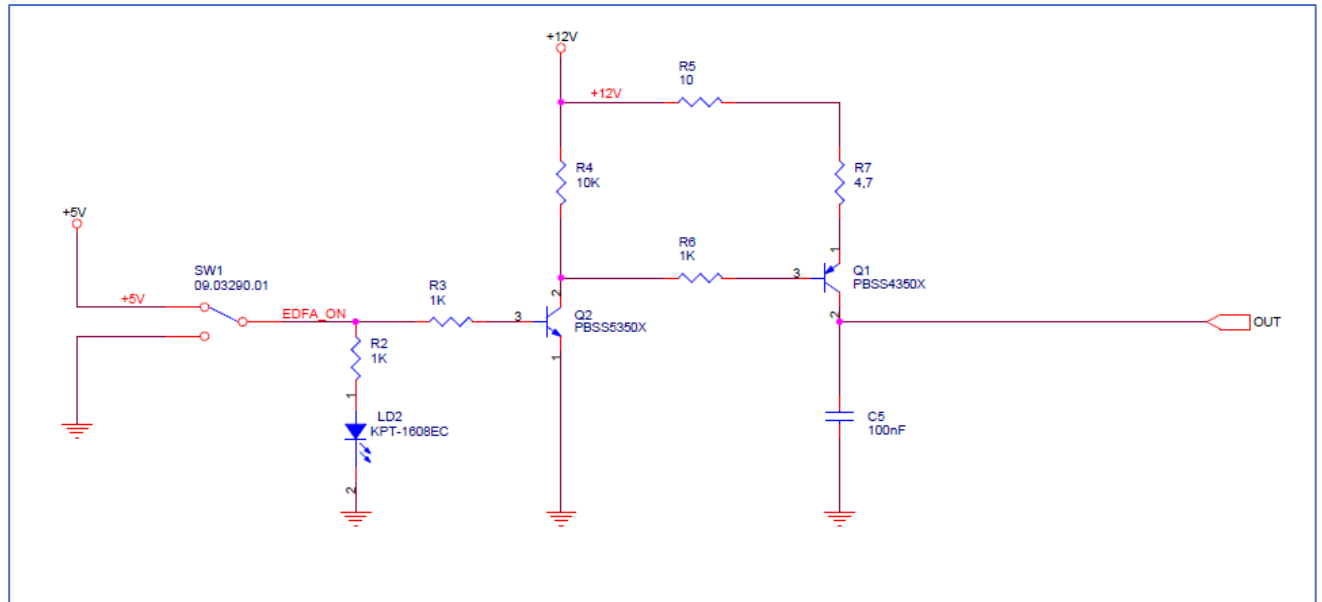 +12V
R5
10
+12V
R4
10K
R7
4,7
+5V
SW1
09.03290.01
+5V
EDFA_ON
R3
1K
R6
1K
3
1
Q1
PBSS4350X
2
3
2
Q2
PBSS5350X
1
OUT
R2
1K
1
LD2
KPT-1608EC
2
C5
100nF